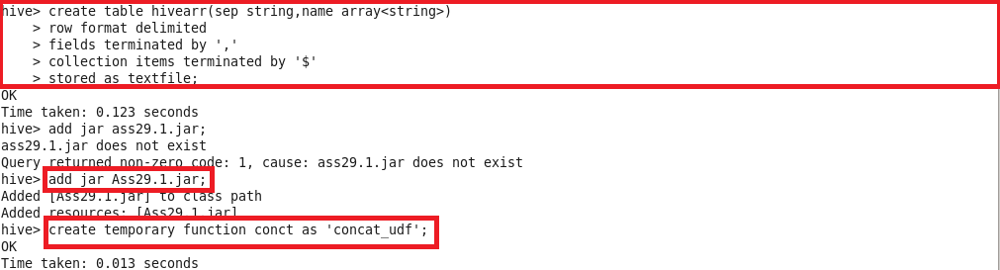 hive> create table hivearr(sep string,name array<string>)
    > row format delimited
    > fields terminated by ','
    > collection items terminated by '$'
    > stored as textfile;
OK
Time taken: 0.123 seconds
hive> add jar ass29.1.jar;
ass29.1.jar does not exist
Query returned non-zero code: 1, cause: ass29.1.jar does not exist
hive> add jar Ass29.1.jar;
Added [Ass29.1.jar] to class path
Added resources: [Ass29.1.jar]
hive> create temporary function conct as 'concat_udf';
OK
Time taken: 0.013 seconds